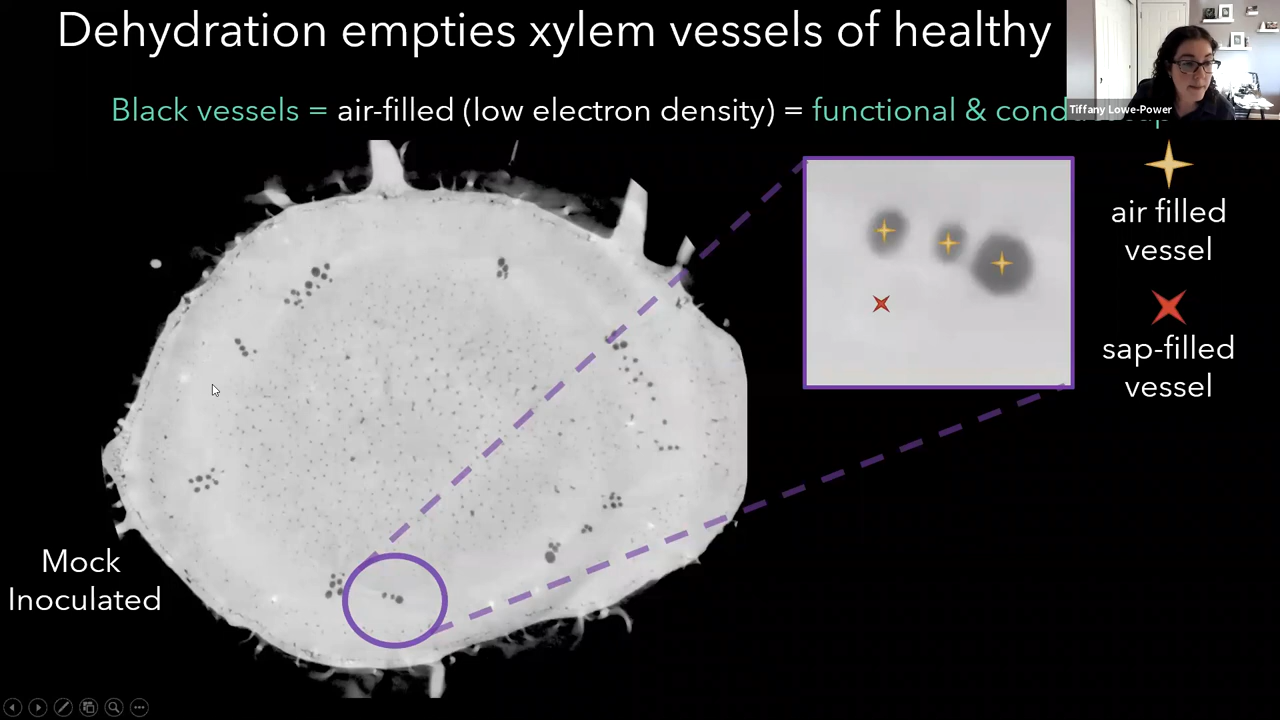 Dehydration empties xylem vessels of healthy
Black vessels = air-filled (low electron density) = functional &
Tiffany Lowe-Power
air filled
vessel
sap-filled
vessel
Mock
Inoculated